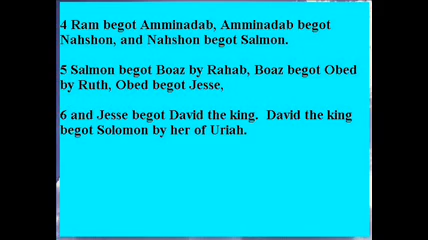 4 Ram begot Amminadab, Amminadab begot
Nahshon, and Nahshon begot Salmon.
5 Salmon begot Boaz by Rahab, Boaz begot Obed
by Ruth, Obed begot Jesse,
6 and Jesse begot David the king.  David the king
begot Solomon by her of Uriah.